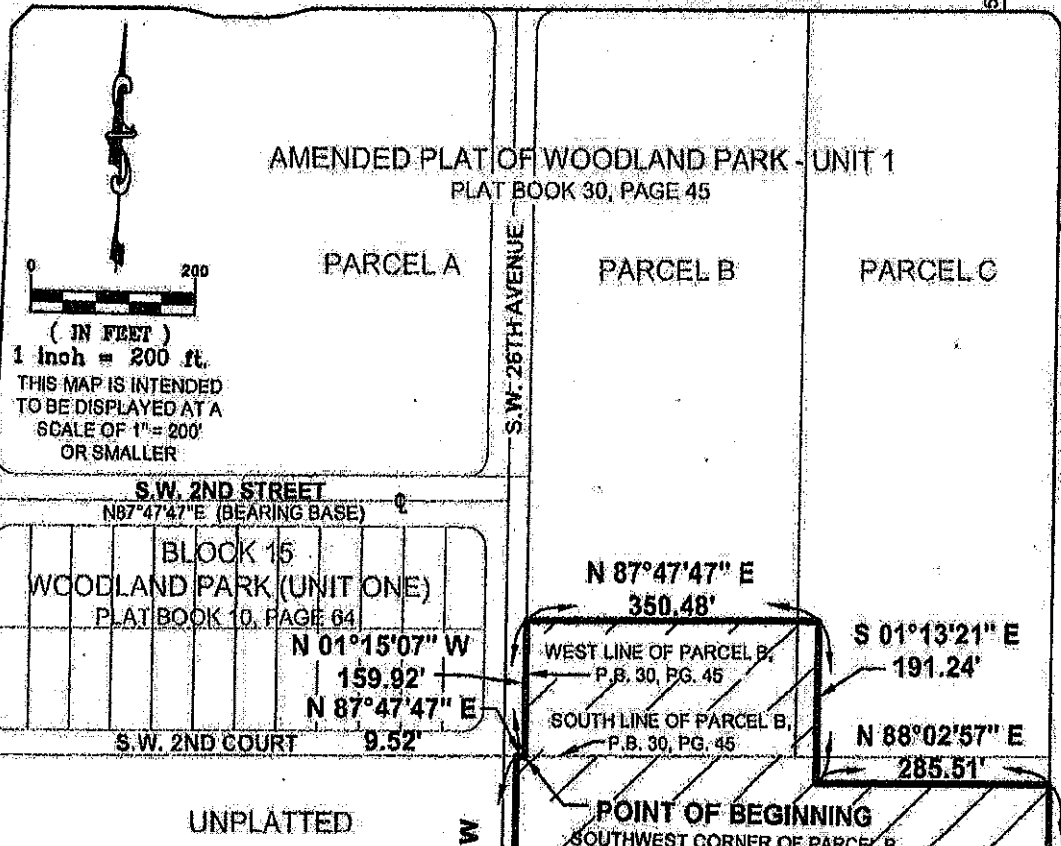 AMENDED PLAT OF WOODLAND PARK - UNIT 1
PLAT BOOK 30, PAGE 45
PARCEL A
PARCEL B
PARCEL C
S.W. 26TH AVENUE
0 200
( IN FEET )
1 inch = 200 ft.
THIS MAP IS INTENDED
TO BE DISPLAYED AT A
SCALE OF 1" = 200'
OR SMALLER
S.W. 2ND STREET
N87°47'47"E (BEARING BASE)
BLOCK 15
WOODLAND PARK (UNIT ONE)
PLAT BOOK 10, PAGE 64
N 87°47'47" E
350.48'
N 01°15'07" W
159.92'
N 87°47'47" E
9.52'
WEST LINE OF PARCEL B,
P.B. 30, PG. 45
S 01°13'21" E
191.24'
SOUTH LINE OF PARCEL B,
P.B. 30, PG. 45
N 88°02'57" E
285.51'
S.W. 2ND COURT
UNPLATTED
W
POINT OF BEGINNING
SOUTHWEST CORNER OF PARCEL B